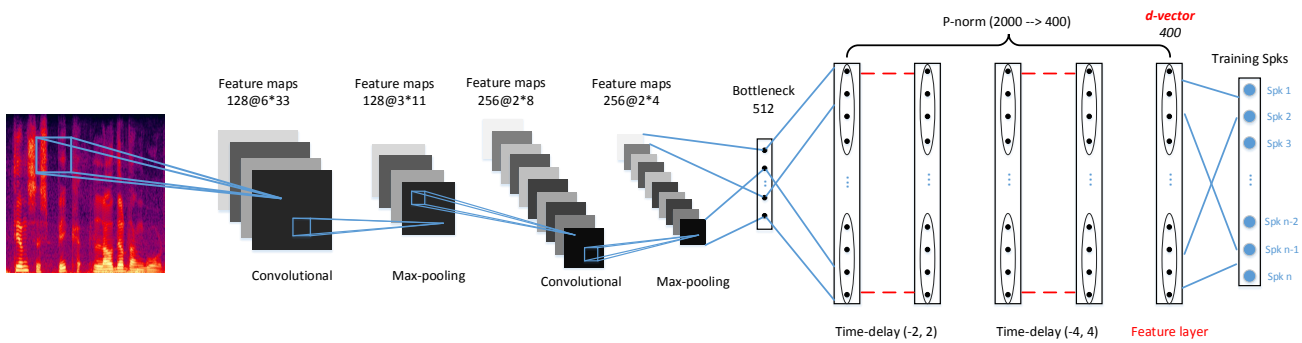 P-norm (2000 --> 400)
d-vector
400
Training Spks
Feature maps
128@6*33
Feature maps
128@3*11
Feature maps
256@2*8
Feature maps
256@2*4
Bottleneck
512
Spk 1
Spk 2
Spk 3
Spk n-2
Spk n-1
Spk n
Convolutional
Max-pooling
Convolutional
Max-pooling
Time-delay (-2, 2)
Time-delay (-4, 4)
Feature layer